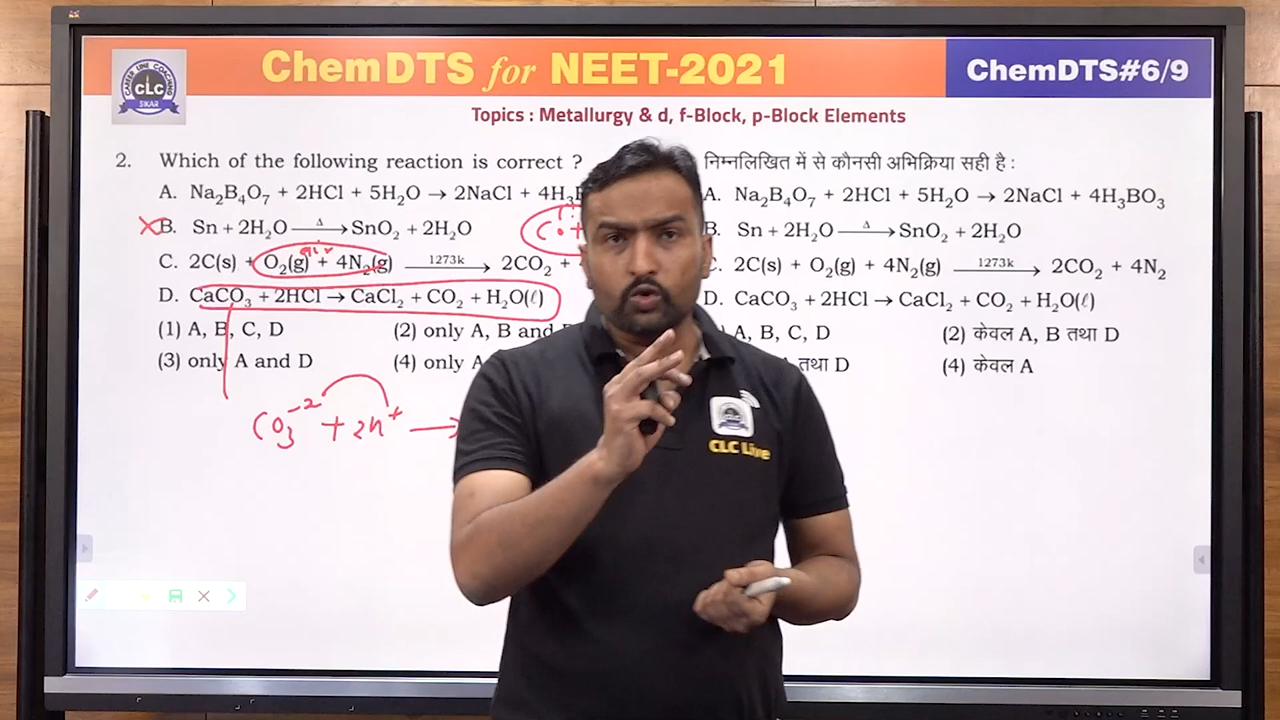 ChemDTS for NEET-2021
ChemDTS#6/9
CAREER LINE COACHING
CLC
SIKAR
Topics : Metallurgy & d, f-Block, p-Block Elements
2. Which of the following reaction is correct ?
A. Na₂B₄O₇ + 2HCl + 5H₂O → 2NaCl + 4H₃
B. Sn + 2H₂O —Δ→ SnO₂ + 2H₂O
air
C. 2C(s) + O₂(g) + 4N₂(g) —1273k→ 2CO₂ +
D. CaCO₃ + 2HCl → CaCl₂ + CO₂ + H₂O(ℓ)
(1) A, B, C, D (2) only A, B and
(3) only A and D (4) only A
CO₃⁻² + 2H⁺ →
निम्नलिखित में से कौनसी अभिक्रिया सही है :
A. Na₂B₄O₇ + 2HCl + 5H₂O → 2NaCl + 4H₃BO₃
B. Sn + 2H₂O —Δ→ SnO₂ + 2H₂O
C. 2C(s) + O₂(g) + 4N₂(g) —1273k→ 2CO₂ + 4N₂
D. CaCO₃ + 2HCl → CaCl₂ + CO₂ + H₂O(ℓ)
A, B, C, D (2) केवल A, B तथा D
तथा D (4) केवल A
CLC Live